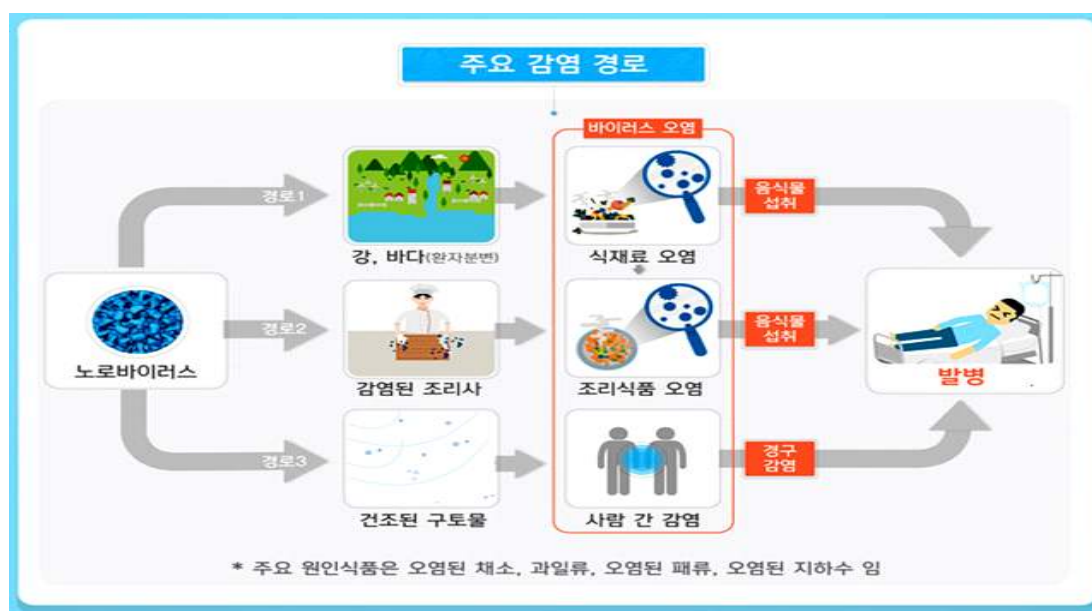 주요 감염 경로
바이러스 오염
경로1
강, 바다(환자분변)
식재료 오염
음식물
섭취
노로바이러스
경로2
감염된 조리사
조리식품 오염
음식물
섭취
발병
경로3
건조된 구토물
사람 간 감염
경구
감염
* 주요 원인식품은 오염된 채소, 과일류, 오염된 패류, 오염된 지하수 임